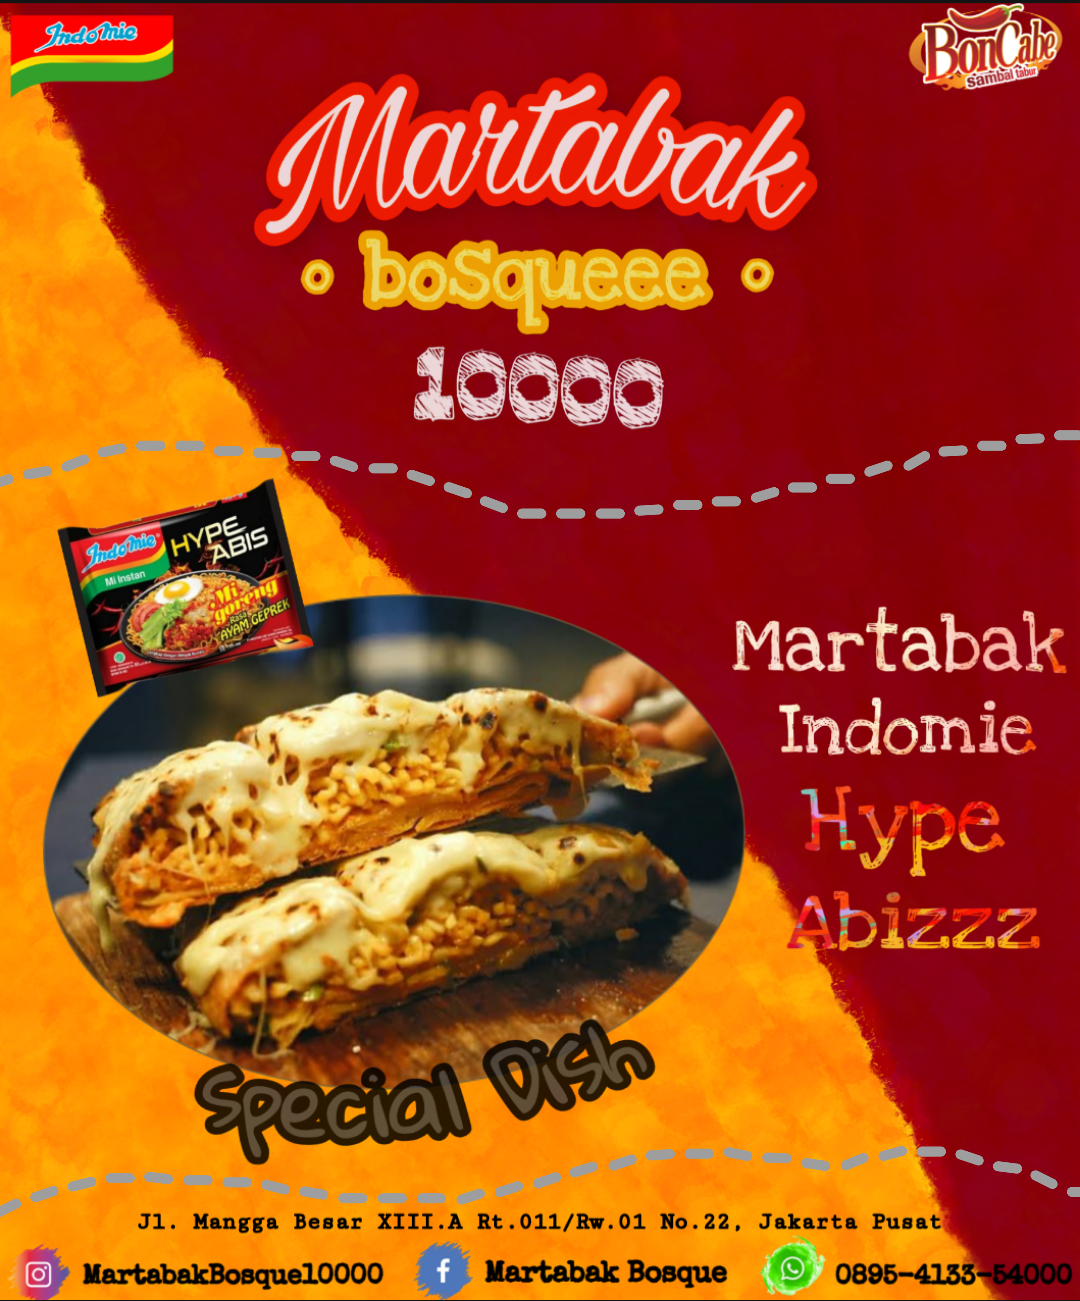 Indomie
BonCabe
sambal tabur
Martabak
bosqueee
10000
Indomie
Mi Instan
HYPE
ABIS
Mi
goreng
Rasa
AYAM GEPREK
Martabak
Indomie
Hype
Abizzz
Special Dish
Jl. Mangga Besar XIII.A Rt.011/Rw.01 No.22, Jakarta Pusat
MartabakBosque10000
Martabak Bosque
0895-4133-54000